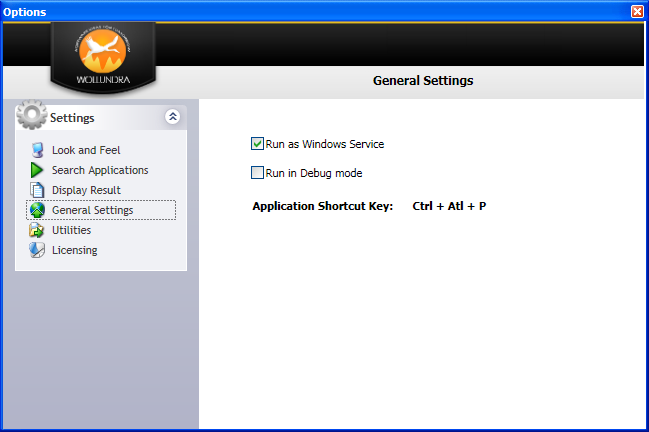 Options
WOLLUNDRA
General Settings
Settings
Look and Feel
Search Applications
Display Result
General Settings
Utilities
Licensing
Run as Windows Service
Run in Debug mode
Application Shortcut Key: Ctrl + Atl + P